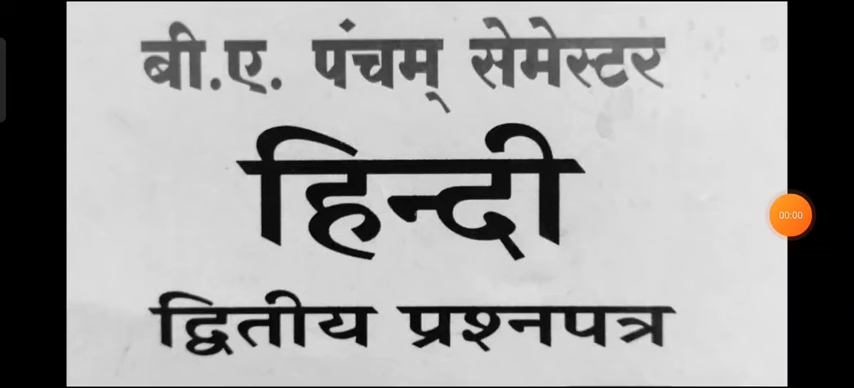 बी.ए. पंचम् सेमेस्टर
हिन्दी
द्वितीय प्रश्नपत्र
00:00